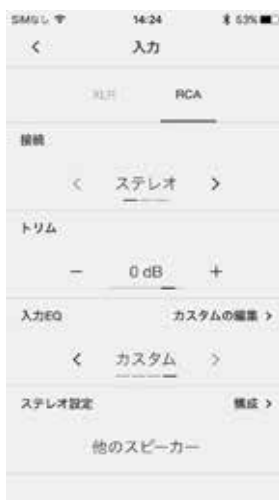 SIMなし 14:24 53%
入力
XLR RCA
接続
ステレオ
トリム
− 0 dB +
入力EQ カスタムの編集
カスタム
ステレオ設定 構成
他のスピーカー